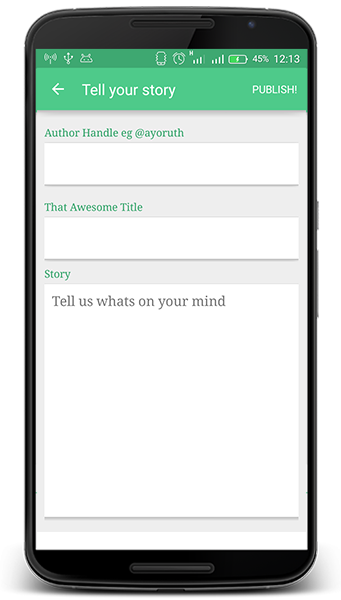 H 45% 12:13
Tell your story PUBLISH!
Author Handle eg @ayoruth
That Awesome Title
Story
Tell us whats on your mind